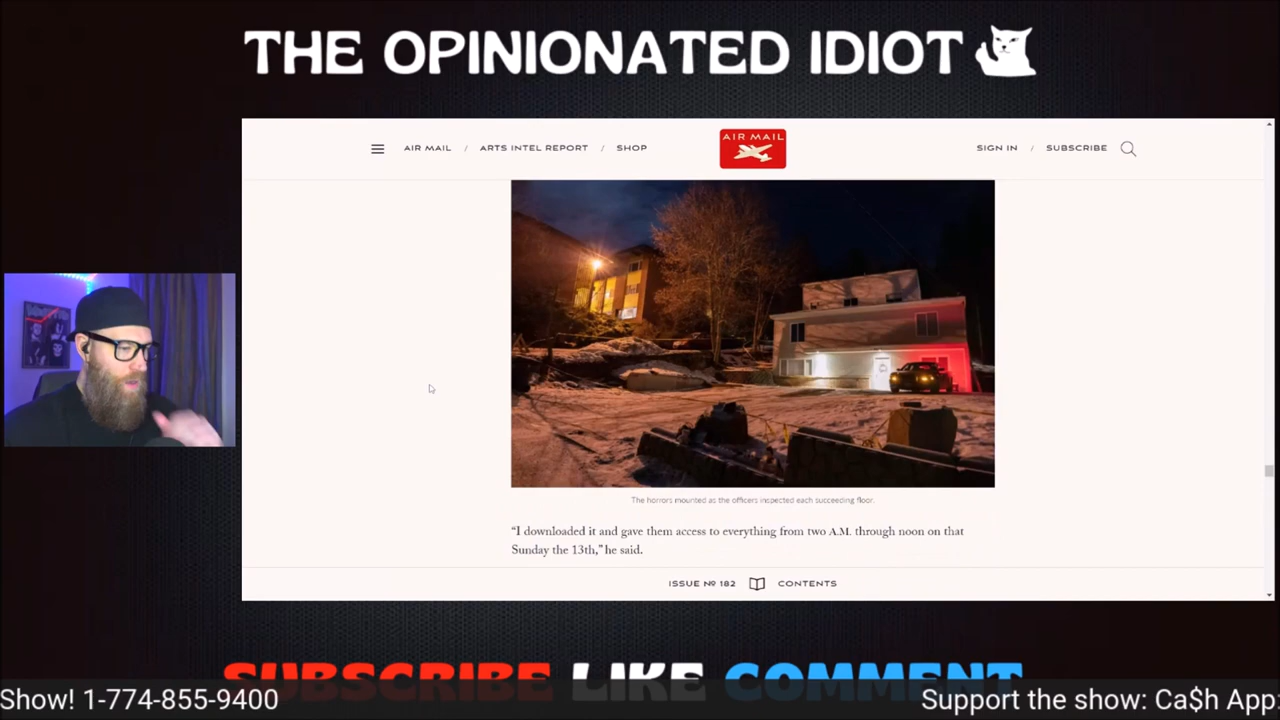 THE OPINIONATED IDIOT
AIR MAIL / ARTS INTEL REPORT / SHOP
AIR MAIL
SIGN IN / SUBSCRIBE
The horrors mounted as the officers inspected each succeeding floor.
“I downloaded it and gave them access to everything from two A.M. through noon on that
Sunday the 13th,” he said.
ISSUE Nº 182 CONTENTS
SUBSCRIBE LIKE COMMENT
Show! 1-774-855-9400
Support the show: Ca$h App: